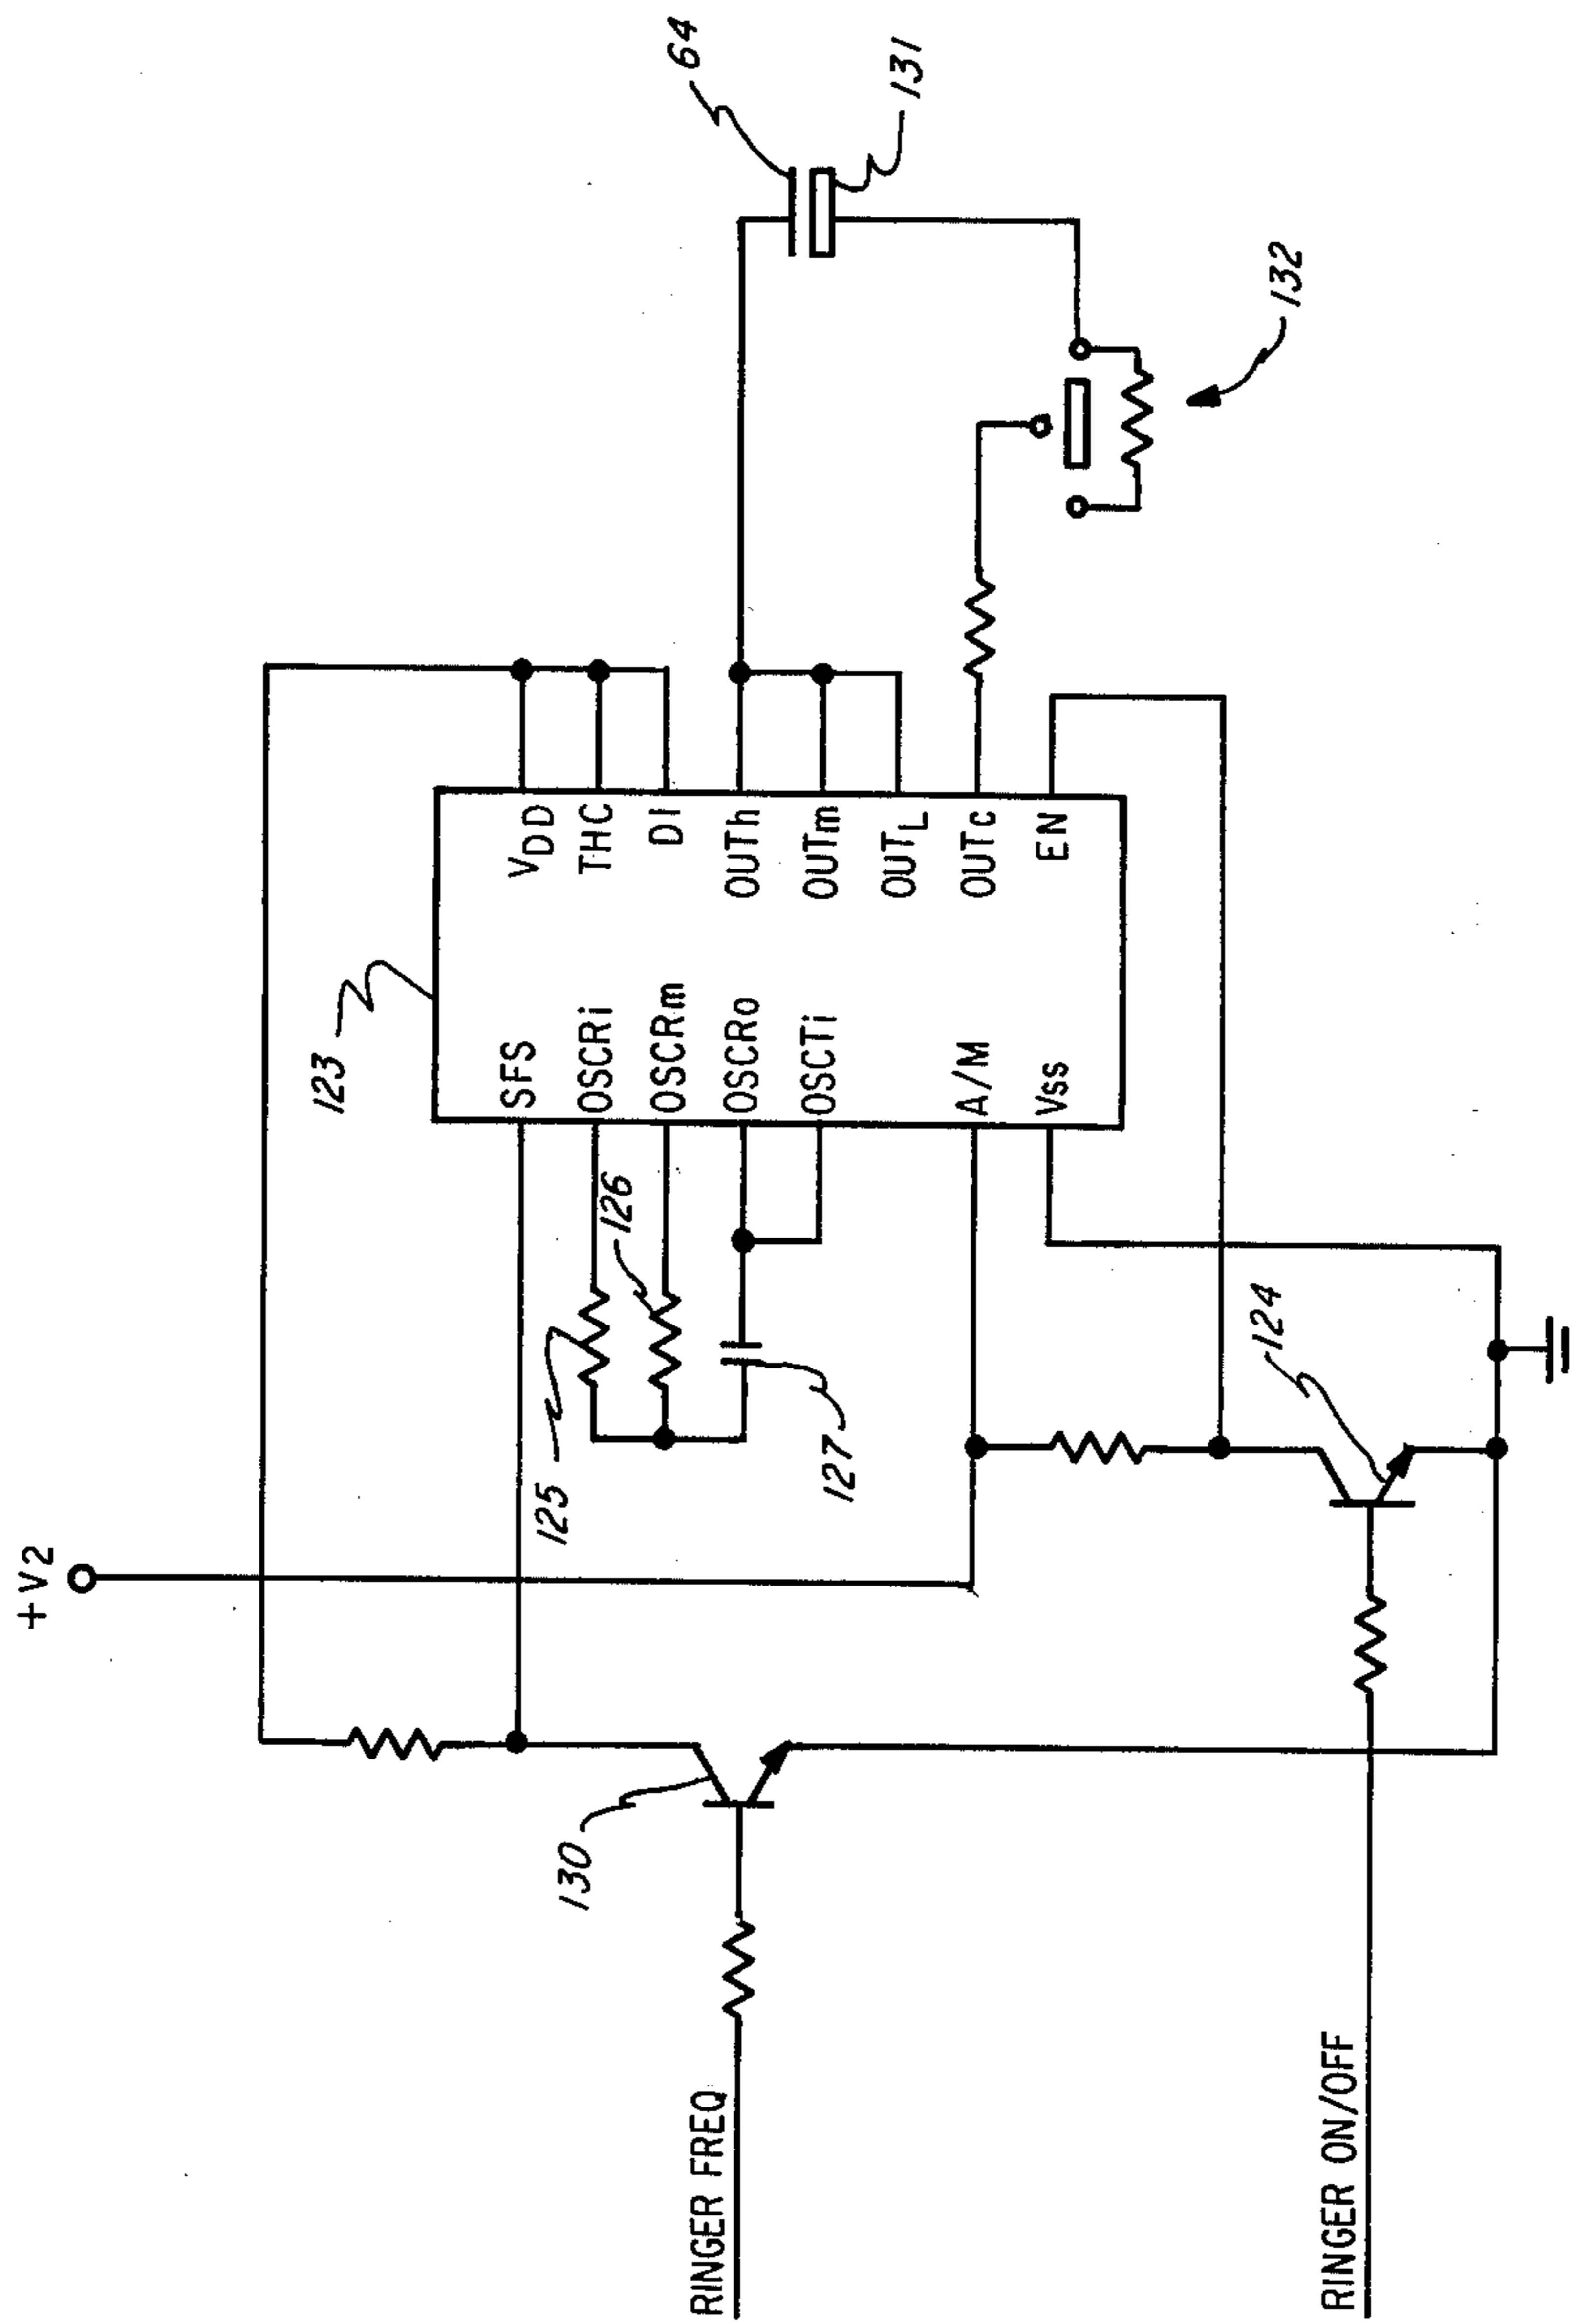 +V2
123
SFS
OSCRi
OSCRm
OSCRo
OSCTi
A/M
Vss
VDD
THC
DI
OUTh
OUTm
OUTL
OUTc
EN
64
131
132
125
126
127
124
130
RINGER FREQ
RINGER ON/OFF